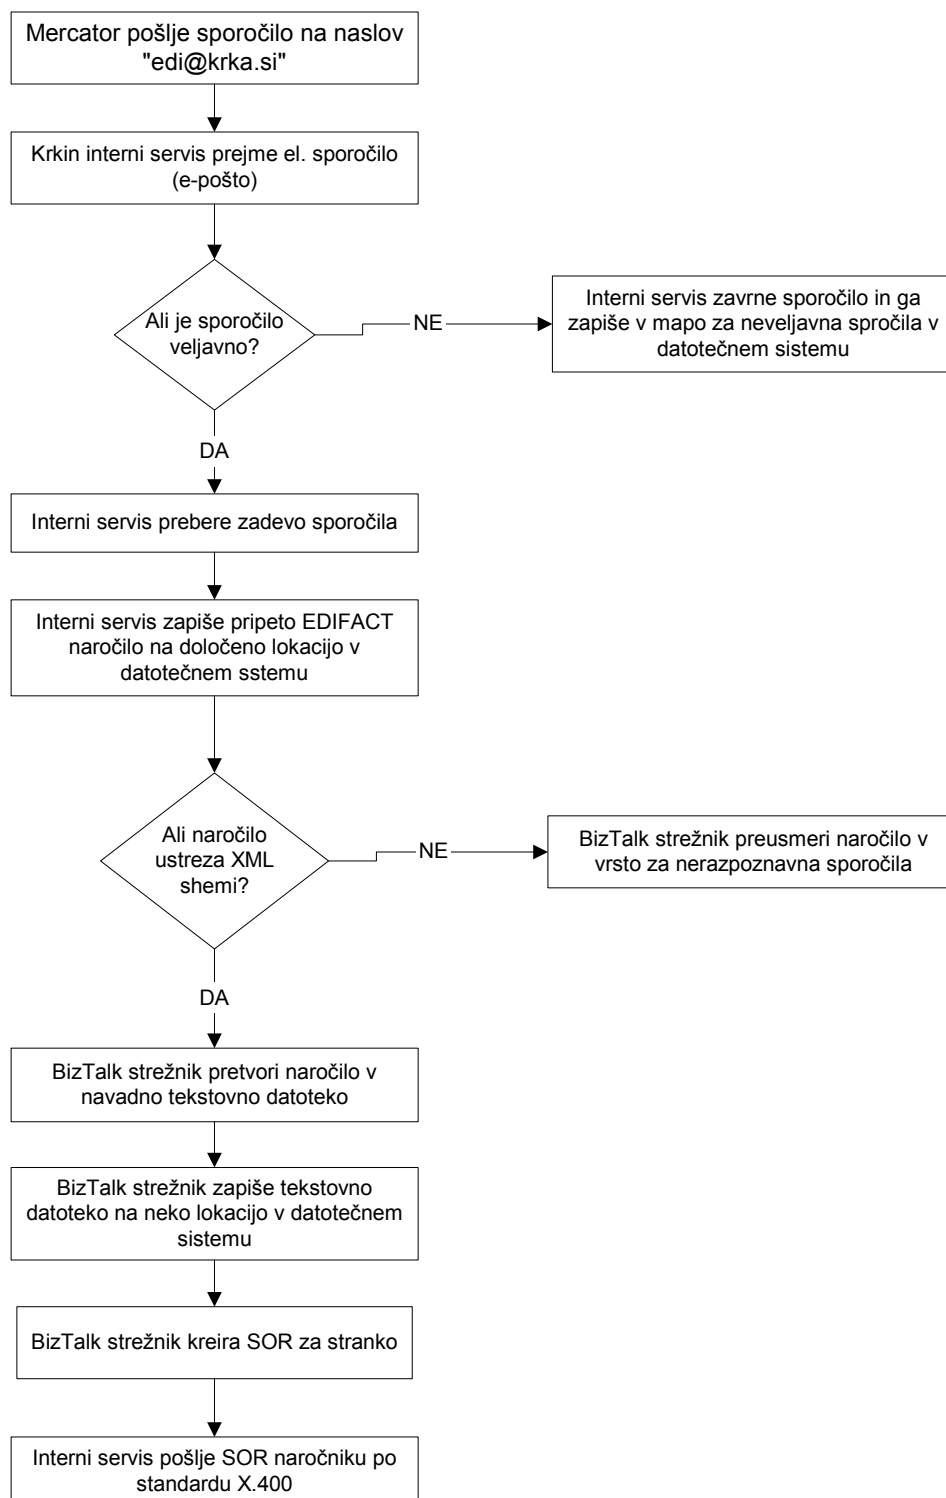 Mercator pošlje sporočilo na naslov
"edi@krka.si"
Krkin interni servis prejme el. sporočilo
(e-pošto)
Ali je sporočilo
veljavno?
NE
Interni servis zavrne sporočilo in ga
zapiše v mapo za neveljavna spročila v
datotečnem sistemu
DA
Interni servis prebere zadevo sporočila
Interni servis zapiše pripeto EDIFACT
naročilo na določeno lokacijo v
datotečnem sstemu
Ali naročilo
ustreza XML
shemi?
NE
BizTalk strežnik preusmeri naročilo v
vrsto za nerazpoznavna sporočila
DA
BizTalk strežnik pretvori naročilo v
navadno tekstovno datoteko
BizTalk strežnik zapiše tekstovno
datoteko na neko lokacijo v datotečnem
sistemu
BizTalk strežnik kreira SOR za stranko
Interni servis pošlje SOR naročniku po
standardu X.400